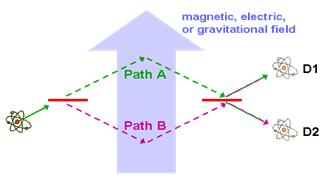 magnetic, electric,
or gravitational field
Path A
D1
Path B
D2